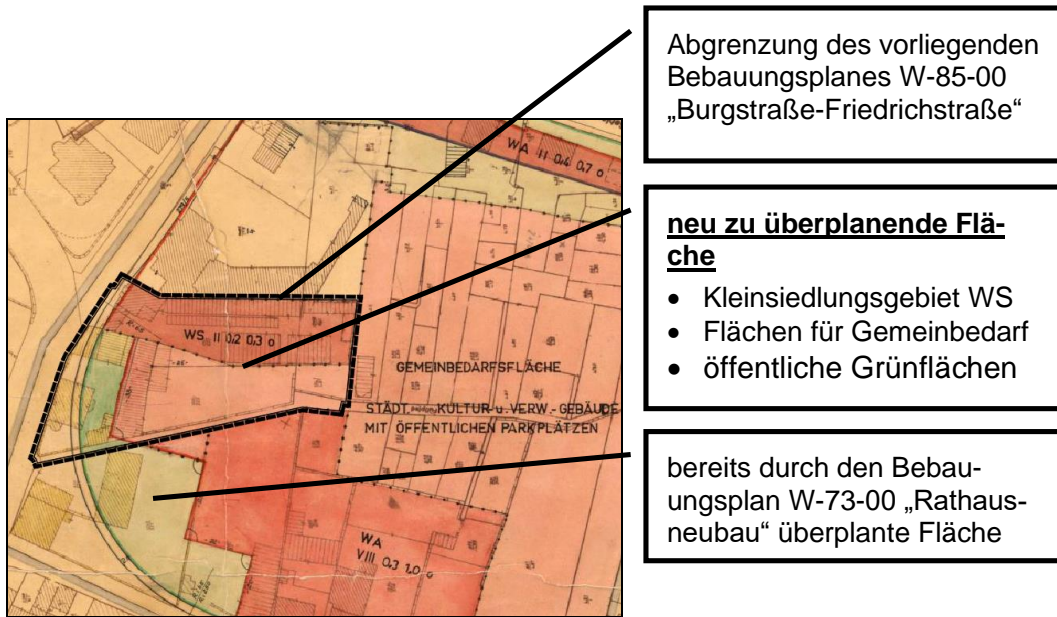 Abgrenzung des vorliegenden
Bebauungsplanes W-85-00
„Burgstraße-Friedrichstraße“
neu zu überplanende Flä-
che
• Kleinsiedlungsgebiet WS
• Flächen für Gemeinbedarf
• öffentliche Grünflächen
bereits durch den Bebau-
ungsplan W-73-00 „Rathaus-
neubau“ überplante Fläche
WA II 0,4 0,7 o
WS II 0,2 0,3 o
GEMEINBEDARFSFLÄCHE
STÄDT. KULTUR- u. VERW.-GEBÄUDE
MIT ÖFFENTLICHEN PARKPLÄTZEN
WA
VIII 0,3 1,0 o